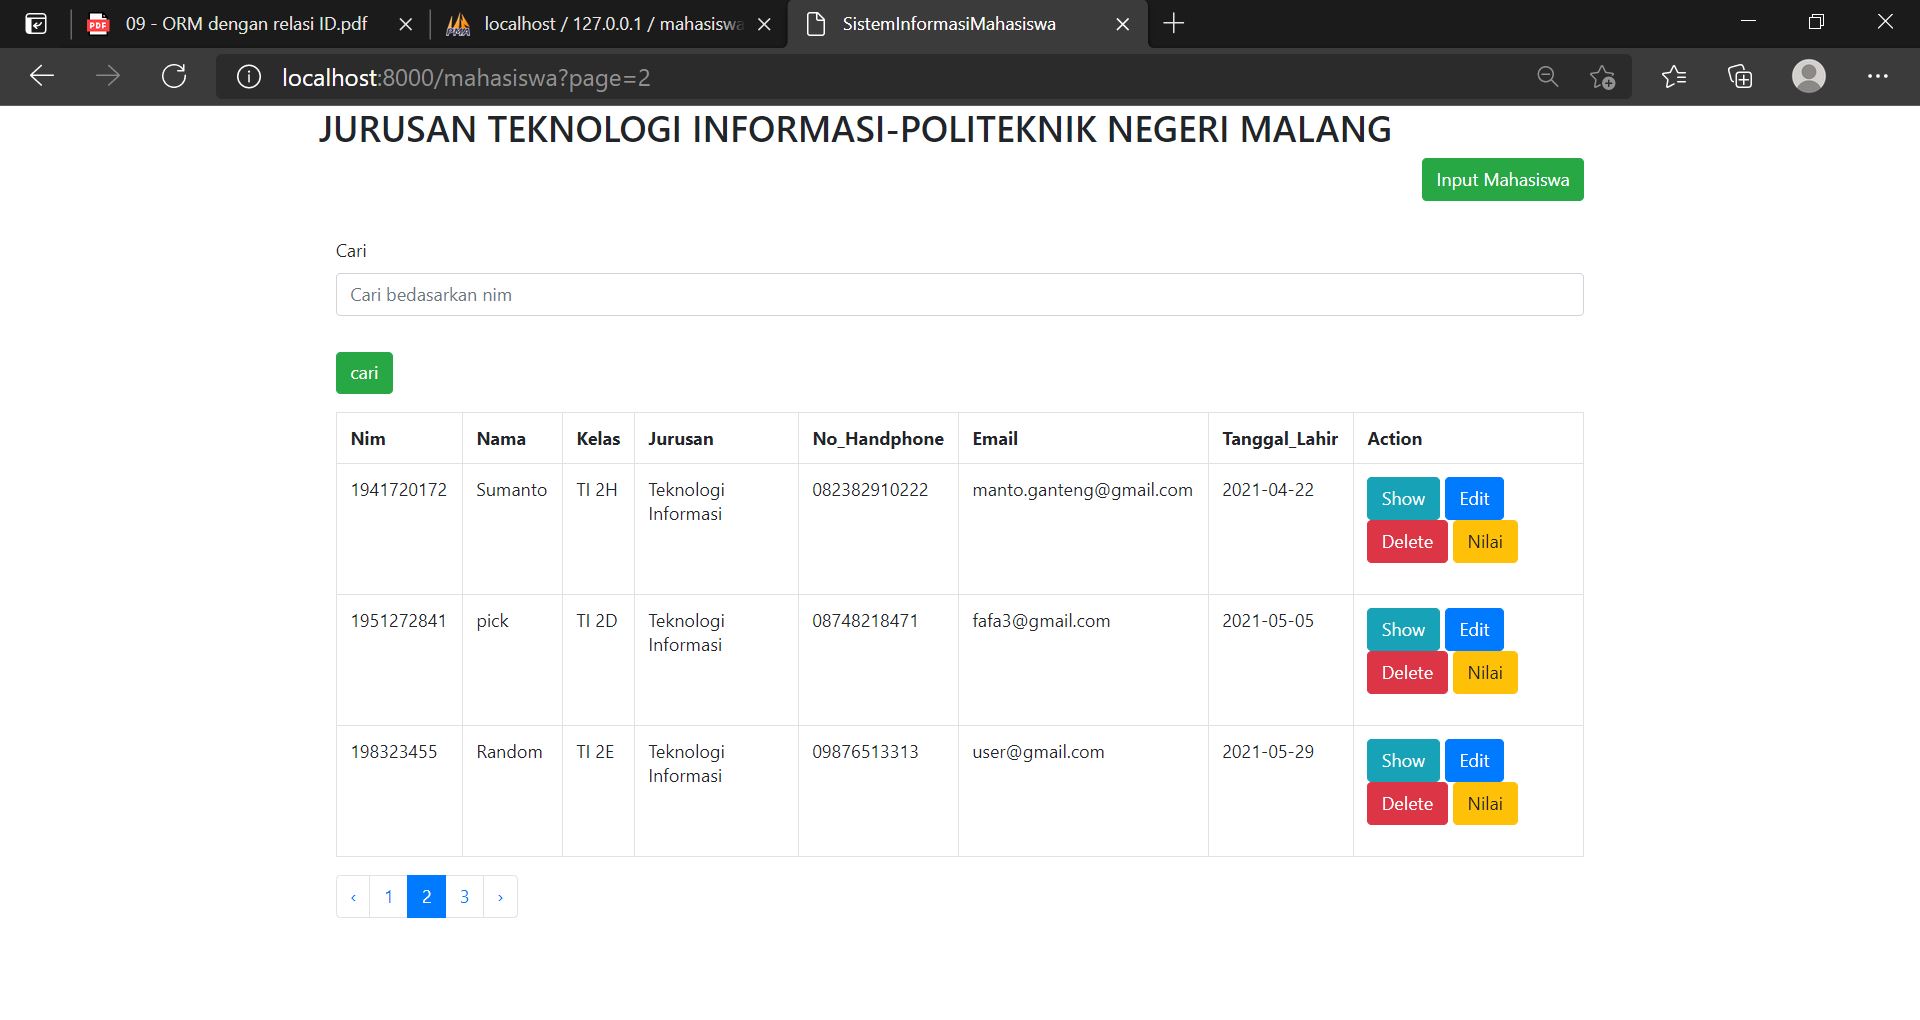 09 - ORM dengan relasi ID.pdf
localhost / 127.0.0.1 / mahasiswa
SistemInformasiMahasiswa
localhost:8000/mahasiswa?page=2
JURUSAN TEKNOLOGI INFORMASI-POLITEKNIK NEGERI MALANG
Input Mahasiswa
Cari
Cari bedasarkan nim
cari
Nim Nama Kelas Jurusan No_Handphone Email Tanggal_Lahir Action
1941720172 Sumanto TI 2H Teknologi 082382910222 manto.ganteng@gmail.com 2021-04-22 Show Edit
Informasi
Delete Nilai
1951272841 pick TI 2D Teknologi 08748218471 fafa3@gmail.com 2021-05-05 Show Edit
Informasi
Delete Nilai
198323455 Random TI 2E Teknologi 09876513313 user@gmail.com 2021-05-29 Show Edit
Informasi
Delete Nilai
‹ 1 2 3 ›